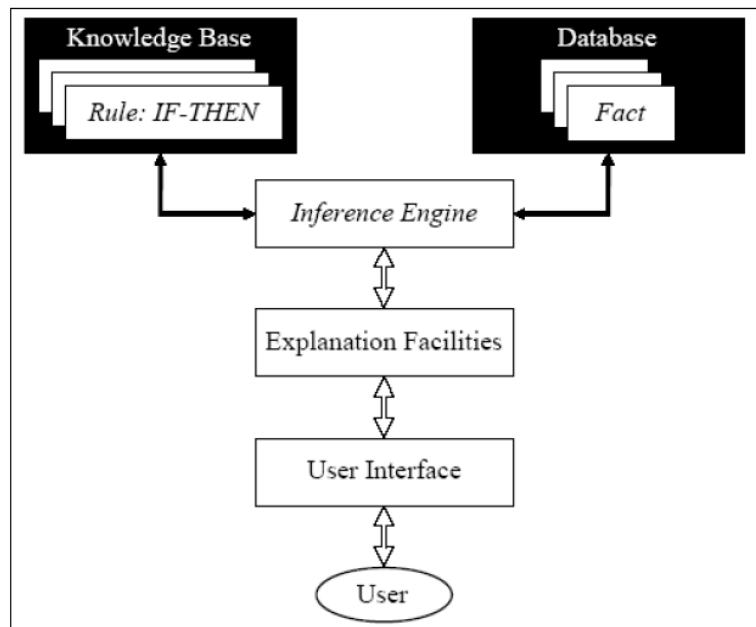 Knowledge Base
Database
Rule: IF-THEN
Fact
Inference Engine
Explanation Facilities
User Interface
User